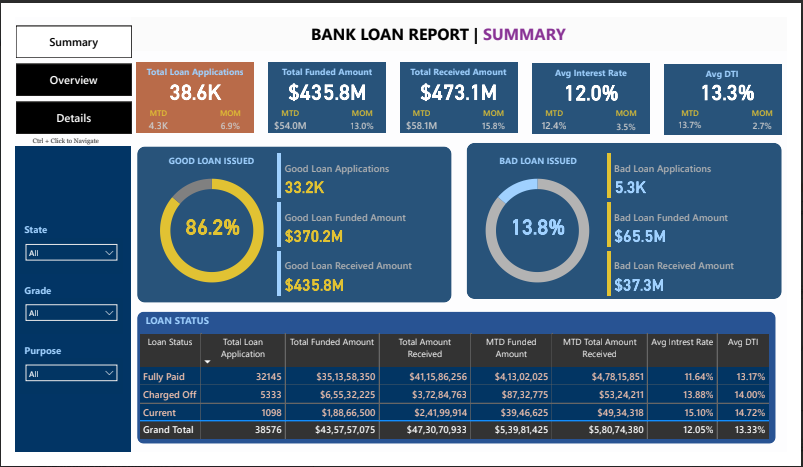 BANK LOAN REPORT | SUMMARY
Summary
Overview
Details
Ctrl + Click to Navigate
Total Loan Applications
38.6K
MTD MOM
4.3K 6.9%
Total Funded Amount
$435.8M
MTD MOM
$54.0M 13.0%
Total Received Amount
$473.1M
MTD MOM
$58.1M 15.8%
Avg Interest Rate
12.0%
MTD MOM
12.4% 3.5%
Avg DTI
13.3%
MTD MOM
13.7% 2.7%
State
All
Grade
All
Purpose
All
GOOD LOAN ISSUED
86.2%
Good Loan Applications
33.2K
Good Loan Funded Amount
$370.2M
Good Loan Received Amount
$435.8M
BAD LOAN ISSUED
13.8%
Bad Loan Applications
5.3K
Bad Loan Funded Amount
$65.5M
Bad Loan Received Amount
$37.3M
LOAN STATUS
Loan Status Total Loan Application Total Funded Amount Total Amount Received MTD Funded Amount MTD Total Amount Received Avg Intrest Rate Avg DTI
Fully Paid 32145 $35,13,58,350 $41,15,86,256 $4,13,02,025 $4,78,15,851 11.64% 13.17%
Charged Off 5333 $6,55,32,225 $3,72,84,763 $87,32,775 $53,24,211 13.88% 14.00%
Current 1098 $1,88,66,500 $2,41,99,914 $39,46,625 $49,34,318 15.10% 14.72%
Grand Total 38576 $43,57,57,075 $47,30,70,933 $5,39,81,425 $5,80,74,380 12.05% 13.33%